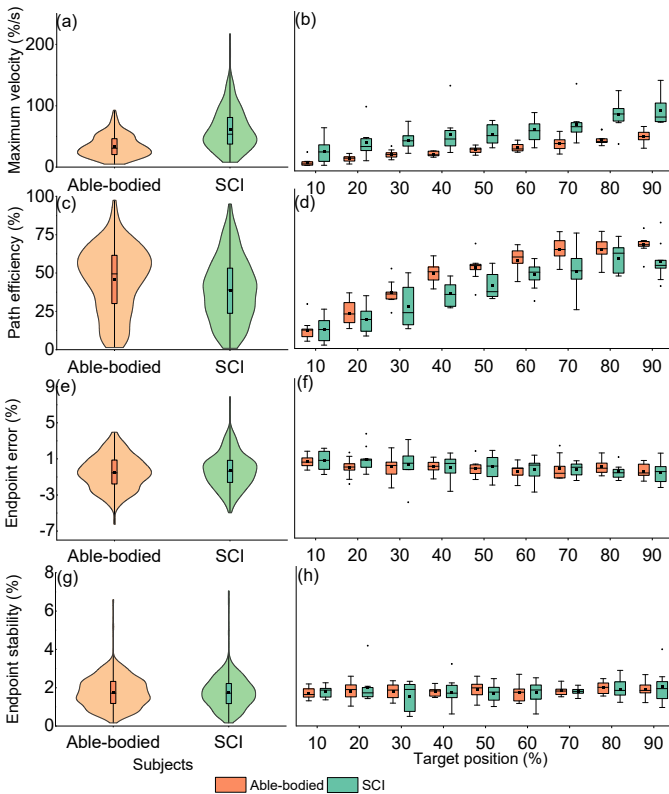 (a)
(b)
Maximum velocity (%/s)
200
100
0
Able-bodied
SCI
10 20 30 40 50 60 70 80 90
(c)
(d)
Path efficiency (%)
100
75
50
25
0
Able-bodied
SCI
10 20 30 40 50 60 70 80 90
(e)
(f)
Endpoint error (%)
9
5
1
-3
-7
Able-bodied
SCI
10 20 30 40 50 60 70 80 90
(g)
(h)
Endpoint stability (%)
8
6
4
2
0
Able-bodied
SCI
10 20 30 40 50 60 70 80 90
Subjects
Target position (%)
Able-bodied
SCI